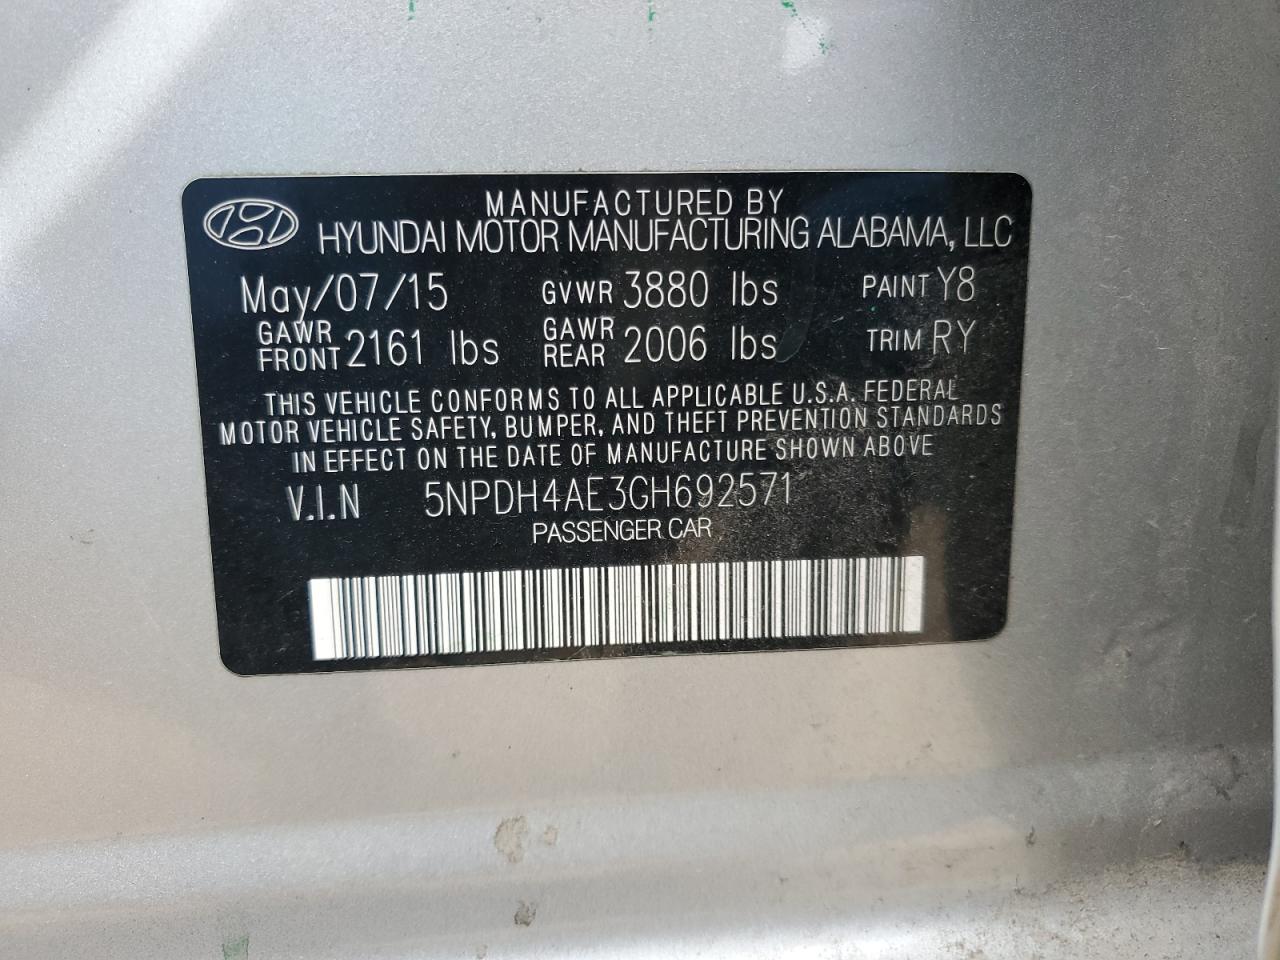 MANUFACTURED BY
HYUNDAI MOTOR MANUFACTURING ALABAMA, LLC
May/07/15 GVWR 3880 lbs PAINT Y8
GAWR FRONT 2161 lbs GAWR REAR 2006 lbs TRIM RY
THIS VEHICLE CONFORMS TO ALL APPLICABLE U.S.A. FEDERAL
MOTOR VEHICLE SAFETY, BUMPER, AND THEFT PREVENTION STANDARDS
IN EFFECT ON THE DATE OF MANUFACTURE SHOWN ABOVE
V.I.N 5NPDH4AE3GH692571
PASSENGER CAR